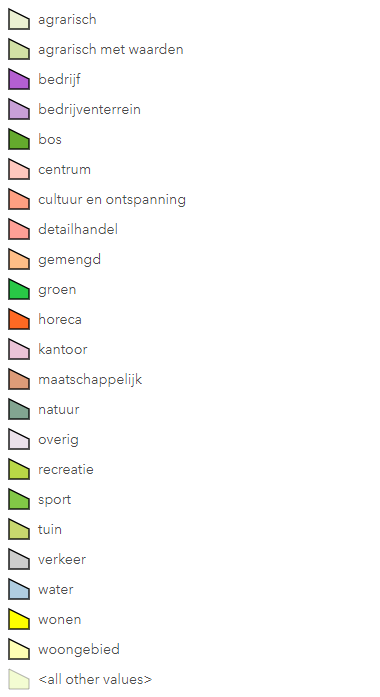 agrarisch
agrarisch met waarden
bedrijf
bedrijventerrein
bos
centrum
cultuur en ontspanning
detailhandel
gemengd
groen
horeca
kantoor
maatschappelijk
natuur
overig
recreatie
sport
tuin
verkeer
water
wonen
woongebied
<all other values>